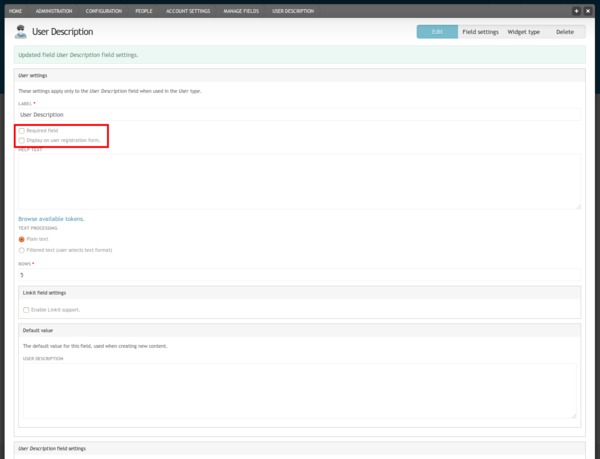 HOME ADMINISTRATION CONFIGURATION PEOPLE ACCOUNT SETTINGS MANAGE FIELDS USER DESCRIPTION
User Description Edit Field settings Widget type Delete
Updated field User Description field settings.
User settings
These settings apply only to the User Description field when used in the User type.
LABEL *
User Description
Required field
Display on user registration form.
HELP TEXT
Browse available tokens.
TEXT PROCESSING
Plain text
Filtered text (user selects text format)
ROWS *
5
Linkit field settings
Enable Linkit support.
Default value
The default value for this field, used when creating new content.
USER DESCRIPTION
User Description field settings